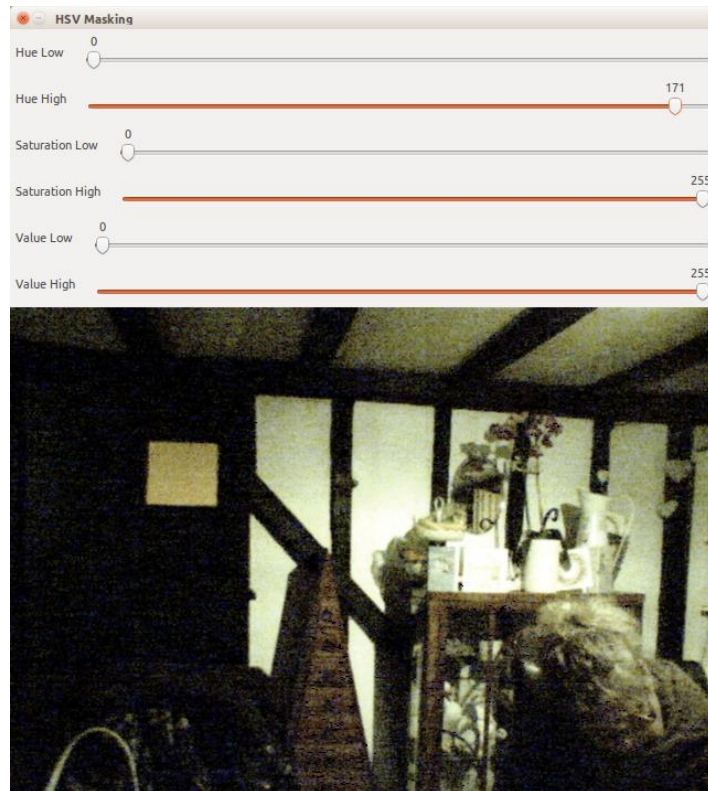 HSV Masking
0
Hue Low
171
Hue High
0
Saturation Low
255
Saturation High
0
Value Low
255
Value High